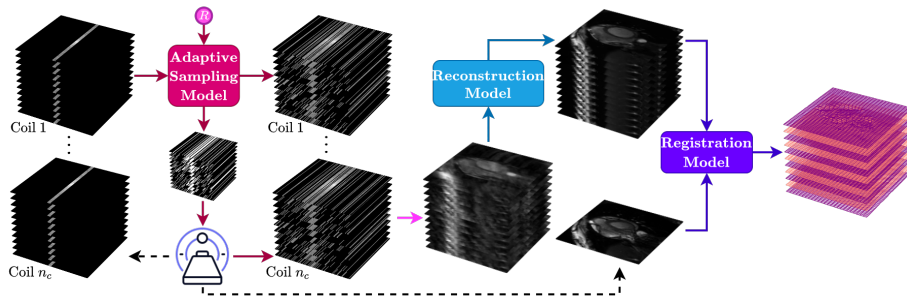 R
Adaptive
Sampling
Model
Coil 1
Coil 1
Reconstruction
Model
Registration
Model
Coil n_c
Coil n_c